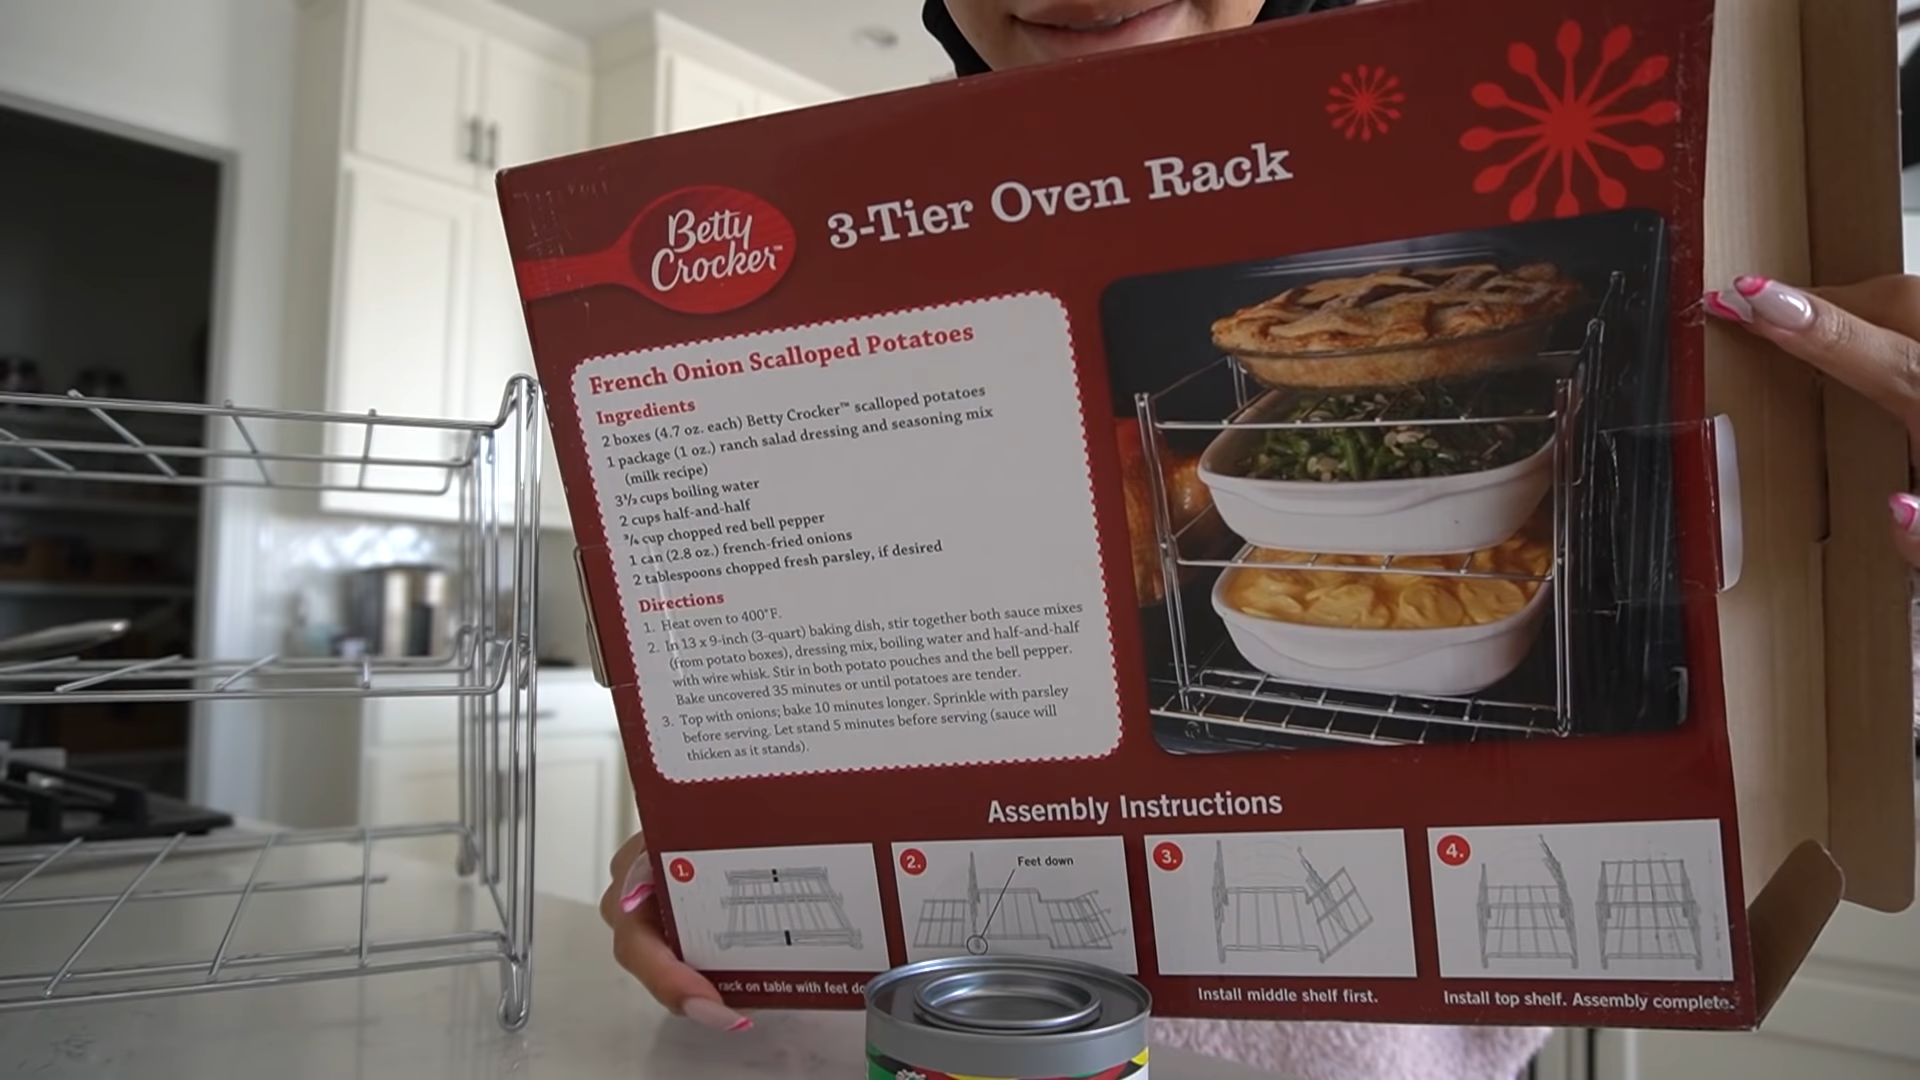 Betty
Crocker™
3-Tier Oven Rack
French Onion Scalloped Potatoes
Ingredients
2 boxes (4.7 oz. each) Betty Crocker™ scalloped potatoes
1 package (1 oz.) ranch salad dressing and seasoning mix
(milk recipe)
3½ cups boiling water
2 cups half-and-half
¾ cup chopped red bell pepper
1 can (2.8 oz.) french-fried onions
2 tablespoons chopped fresh parsley, if desired
Directions
1. Heat oven to 400°F.
2. In 13 x 9-inch (3-quart) baking dish, stir together both sauce mixes
(from potato boxes), dressing mix, boiling water and half-and-half
with wire whisk. Stir in both potato pouches and the bell pepper.
Bake uncovered 35 minutes or until potatoes are tender.
3. Top with onions; bake 10 minutes longer. Sprinkle with parsley
before serving. Let stand 5 minutes before serving (sauce will
thicken as it stands).
Assembly Instructions
1.
2.
Feet down
3.
4.
rack on table with feet
Install middle shelf first.
Install top shelf. Assembly complete.